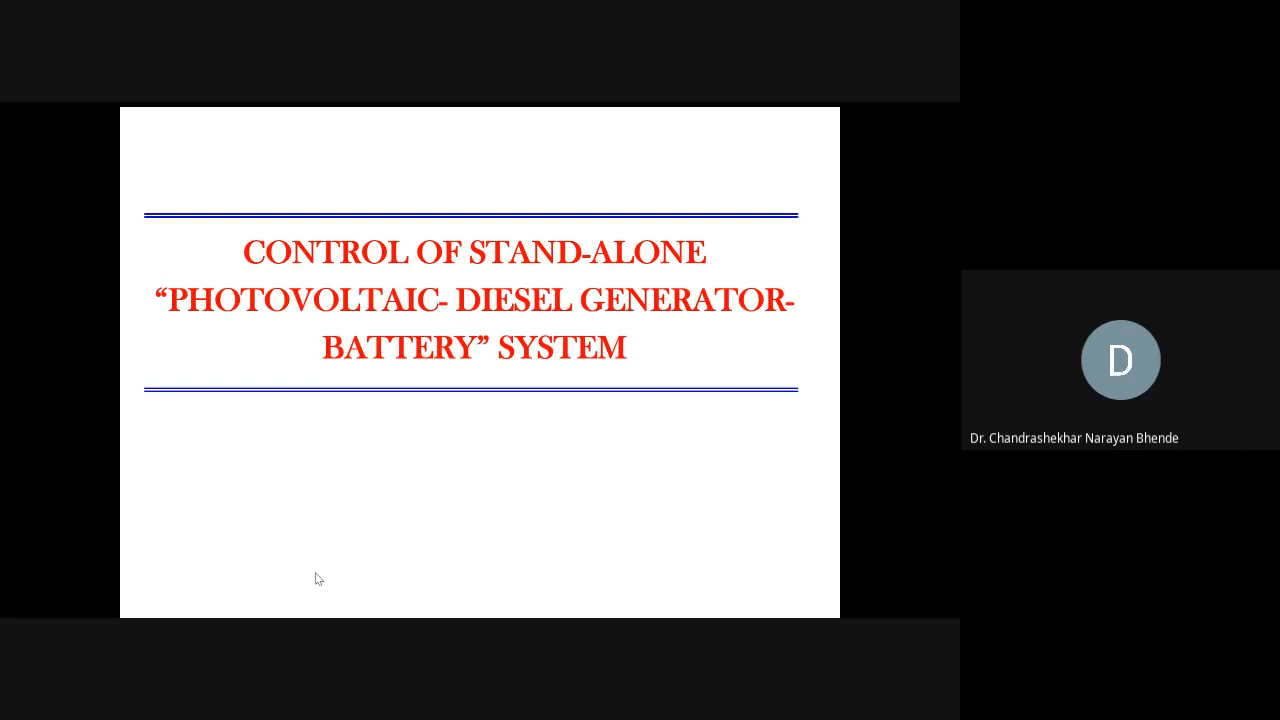 CONTROL OF STAND-ALONE
“PHOTOVOLTAIC- DIESEL GENERATOR-
BATTERY” SYSTEM
D
Dr. Chandrashekhar Narayan Bhende